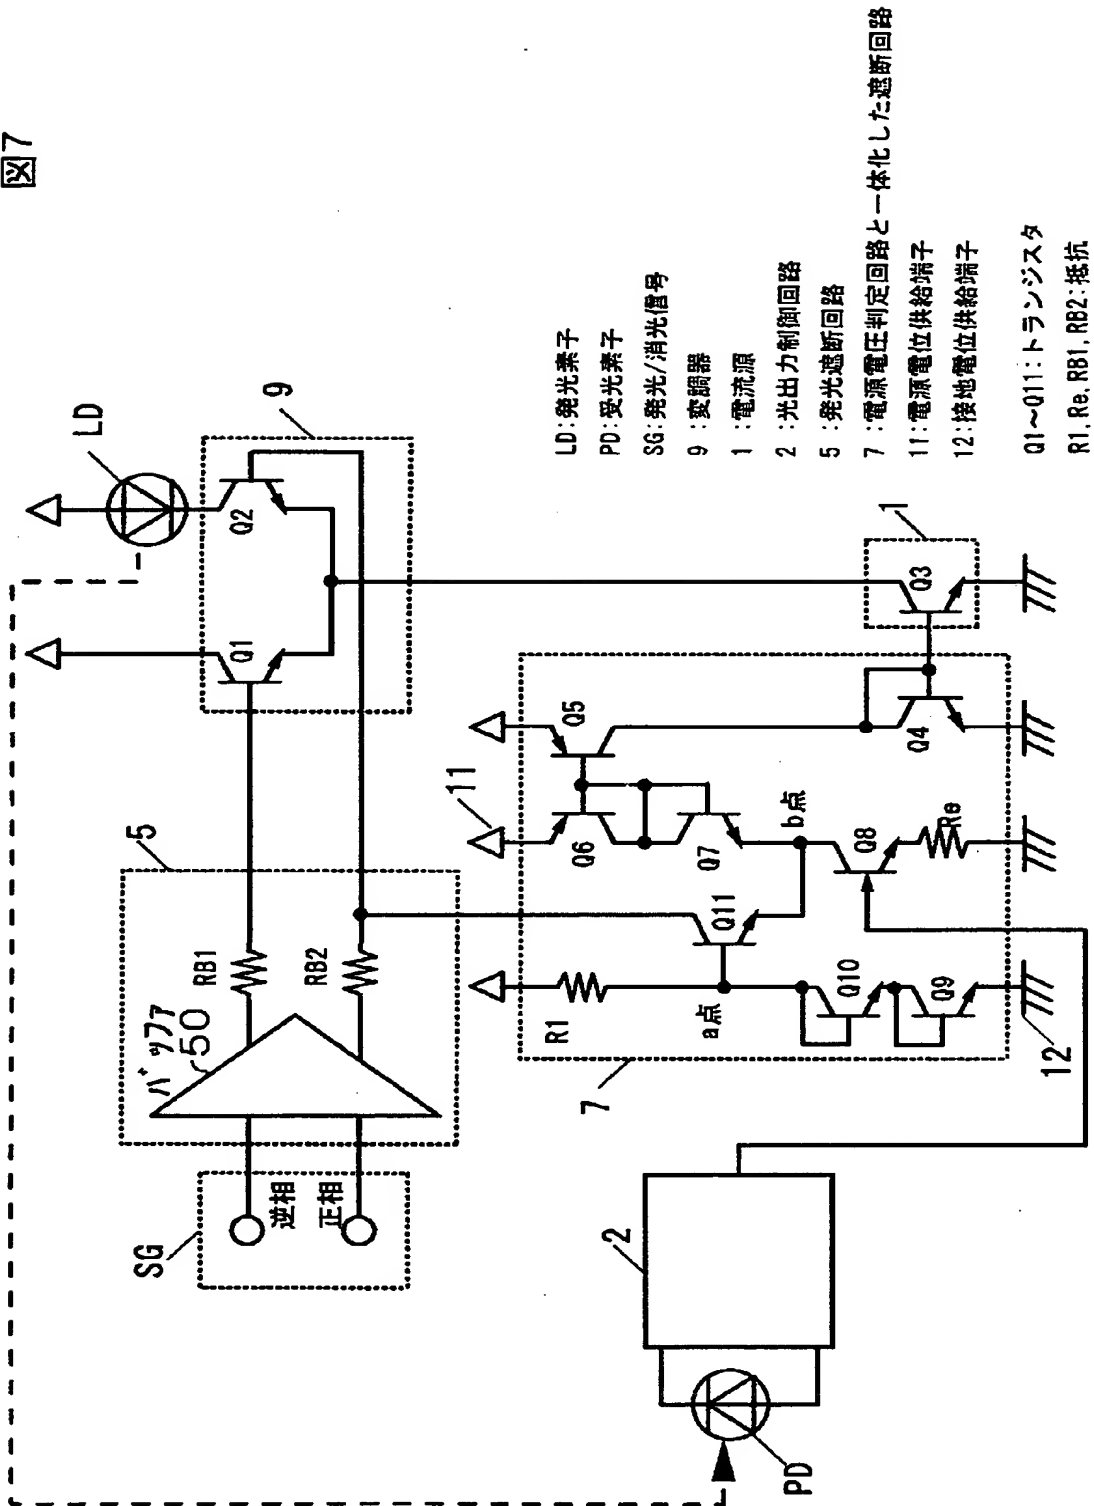 図7
LD
9
Q2
Q1
5
バッファ
50
RB1
RB2
SG
逆相
正相
1
Q3
11
Q5
Q6
Q4
Q7
b点
Q8
Re
Q11
R1
a点
Q10
Q9
7
12
2
PD
LD:発光素子
PD:受光素子
SG:発光/消光信号
9:変調器
1:電流源
2:光出力制御回路
5:発光遮断回路
7:電源電圧判定回路と一体化した遮断回路
11:電源電位供給端子
12:接地電位供給端子
Q1~Q11:トランジスタ
R1,Re,RB1,RB2:抵抗